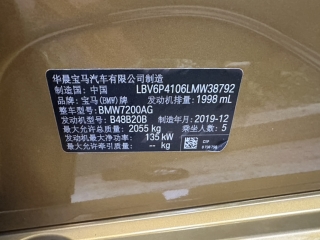 华晨宝马汽车有限公司制造
制造国：中国 LBV6P4106LMW38792
品牌：宝马(BMW)牌 发动机排量：1998 mL
整车型号：BMW7200AG
发动机型号：B48B20B 制造年月：2019-12
最大允许总质量：2055 kg 乘坐人数：5
发动机最大净功率：135 kW
最大允许牵引质量：-- kg